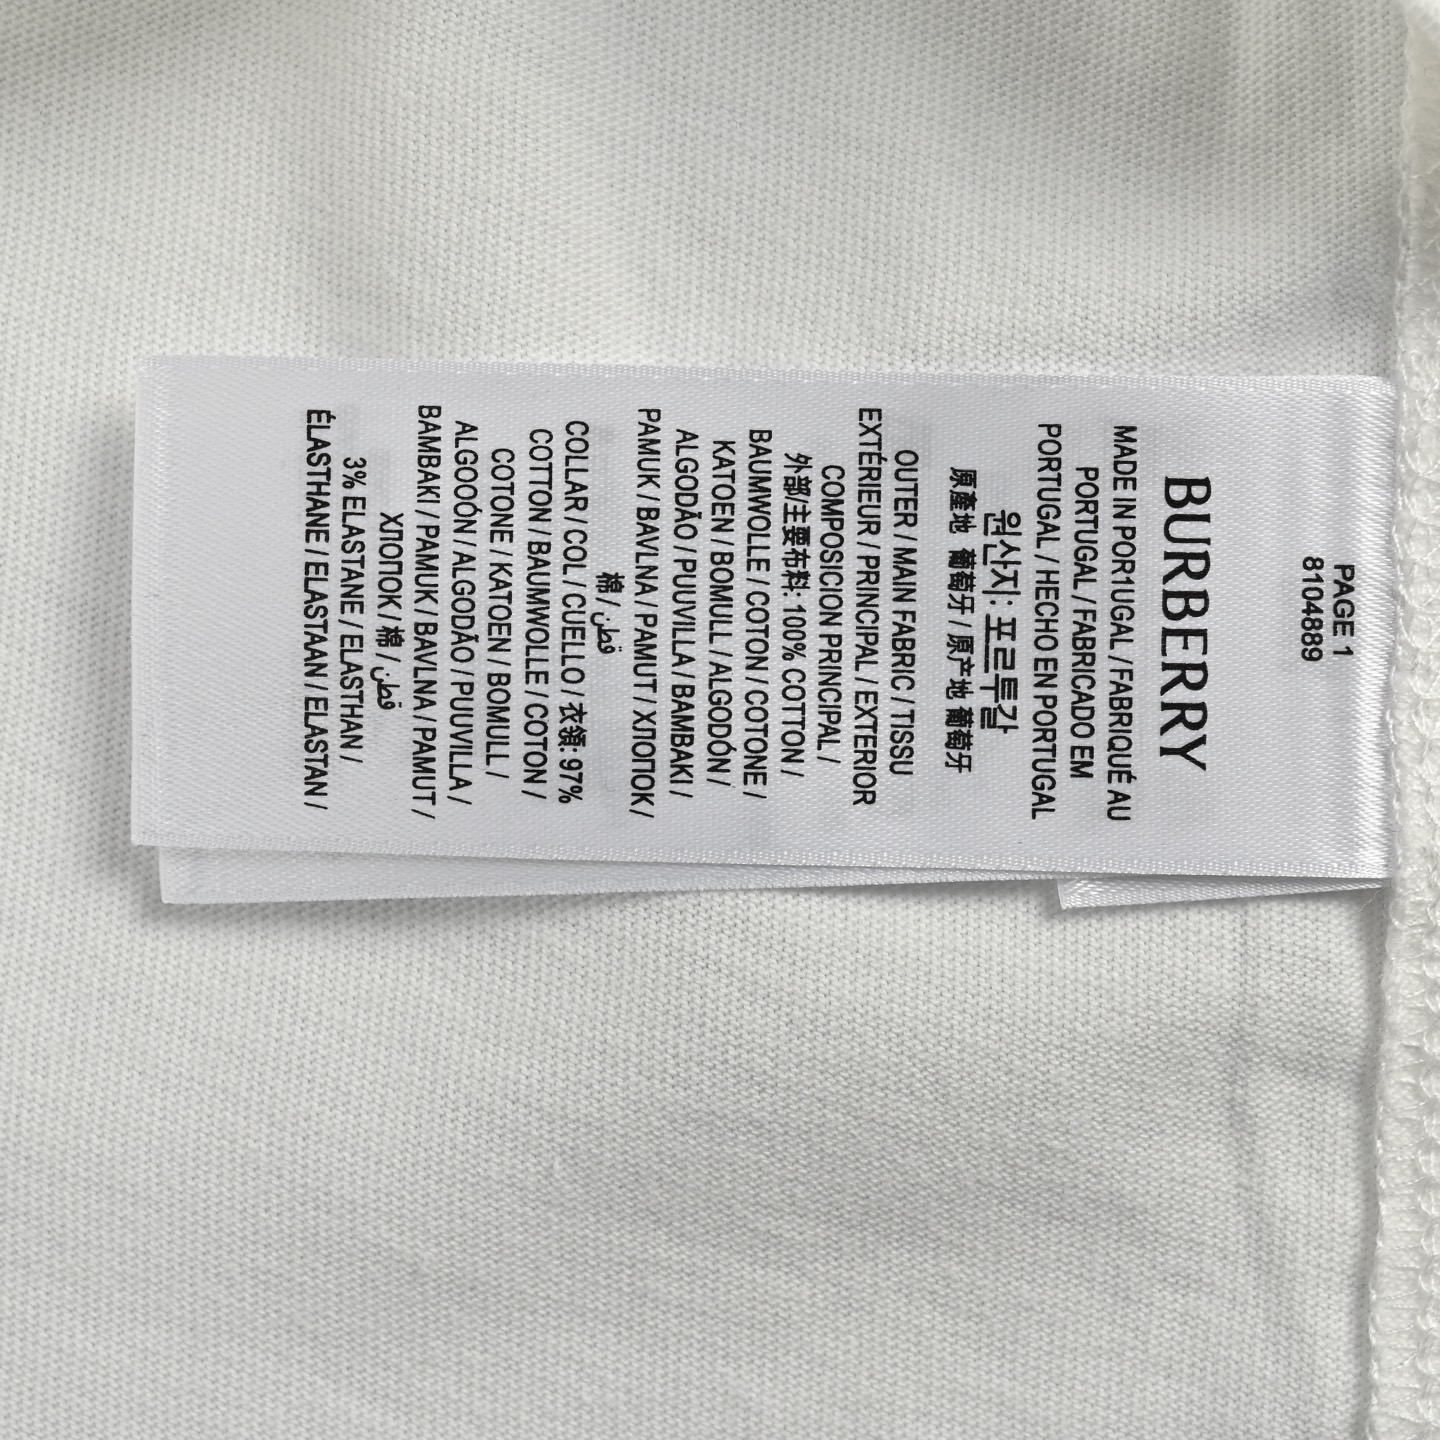 PAGE 1
8104889
BURBERRY
MADE IN POR1UGAL / FABRIQUÉ AU
PORTUGAL / FABRICADO EM
PORTUGAL / HECHO EN PORTUGAL
원산지: 포르투길
原產地 葡萄牙 / 原产地 葡萄牙
OUTER / MAIN FABRIC / TISSU
EXTÉRIEUR / PRINCIPAL / EXTERIOR
COMPOSICION PRINCIPAL /
外部/主要布料: 100% COTTON /
BAUMWOLLE / COTON / COTONE /
KATOEN / BOMULL / ALGODÓN /
ALGODÃO / PUUVILLA / BAMBAKI /
PAMUK / BAVLNA / PAMUT / ХПОПОК /
棉 / قطن
COLLAR / COL / CUELLO / 衣領: 97%
COTTON / BAUMWOLLE / COTON /
COTONE / KATOEN / BOMULL /
ALGOOÓN / ALGODÃO / PUUVILLA /
BAMBAKI / PAMUK / BAVLNA / PAMUT /
ХПОПОК / 棉 / قطن
3% ELASTANE / ELASTHAN /
ÉLASTHANE / ELASTAAN / ELASTAN /